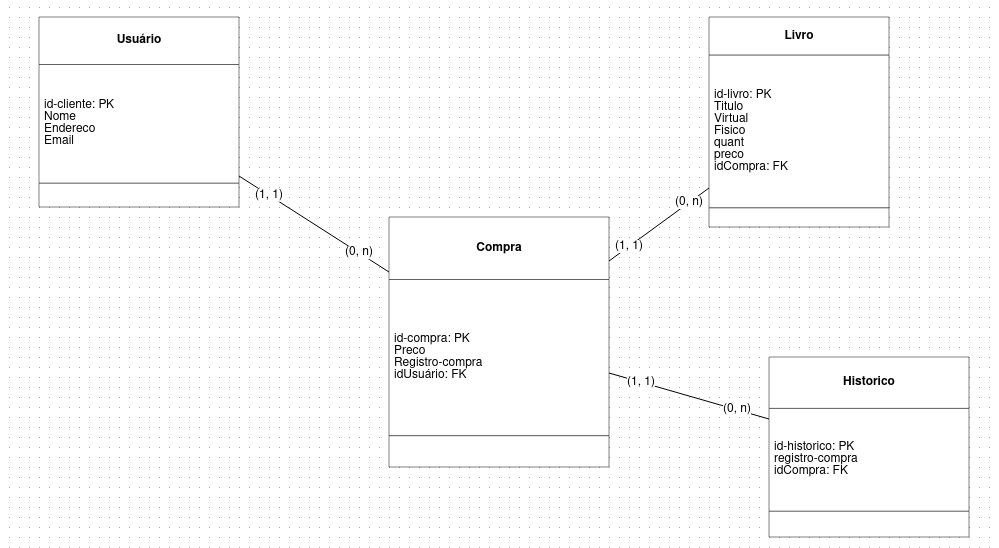 Usuário
id-cliente: PK
Nome
Endereco
Email
(1, 1)
(0, n)
Livro
id-livro: PK
Titulo
Virtual
Fisico
quant
preco
idCompra: FK
(0, n)
(1, 1)
Compra
id-compra: PK
Preco
Registro-compra
idUsuário: FK
(1, 1)
(0, n)
Historico
id-historico: PK
registro-compra
idCompra: FK